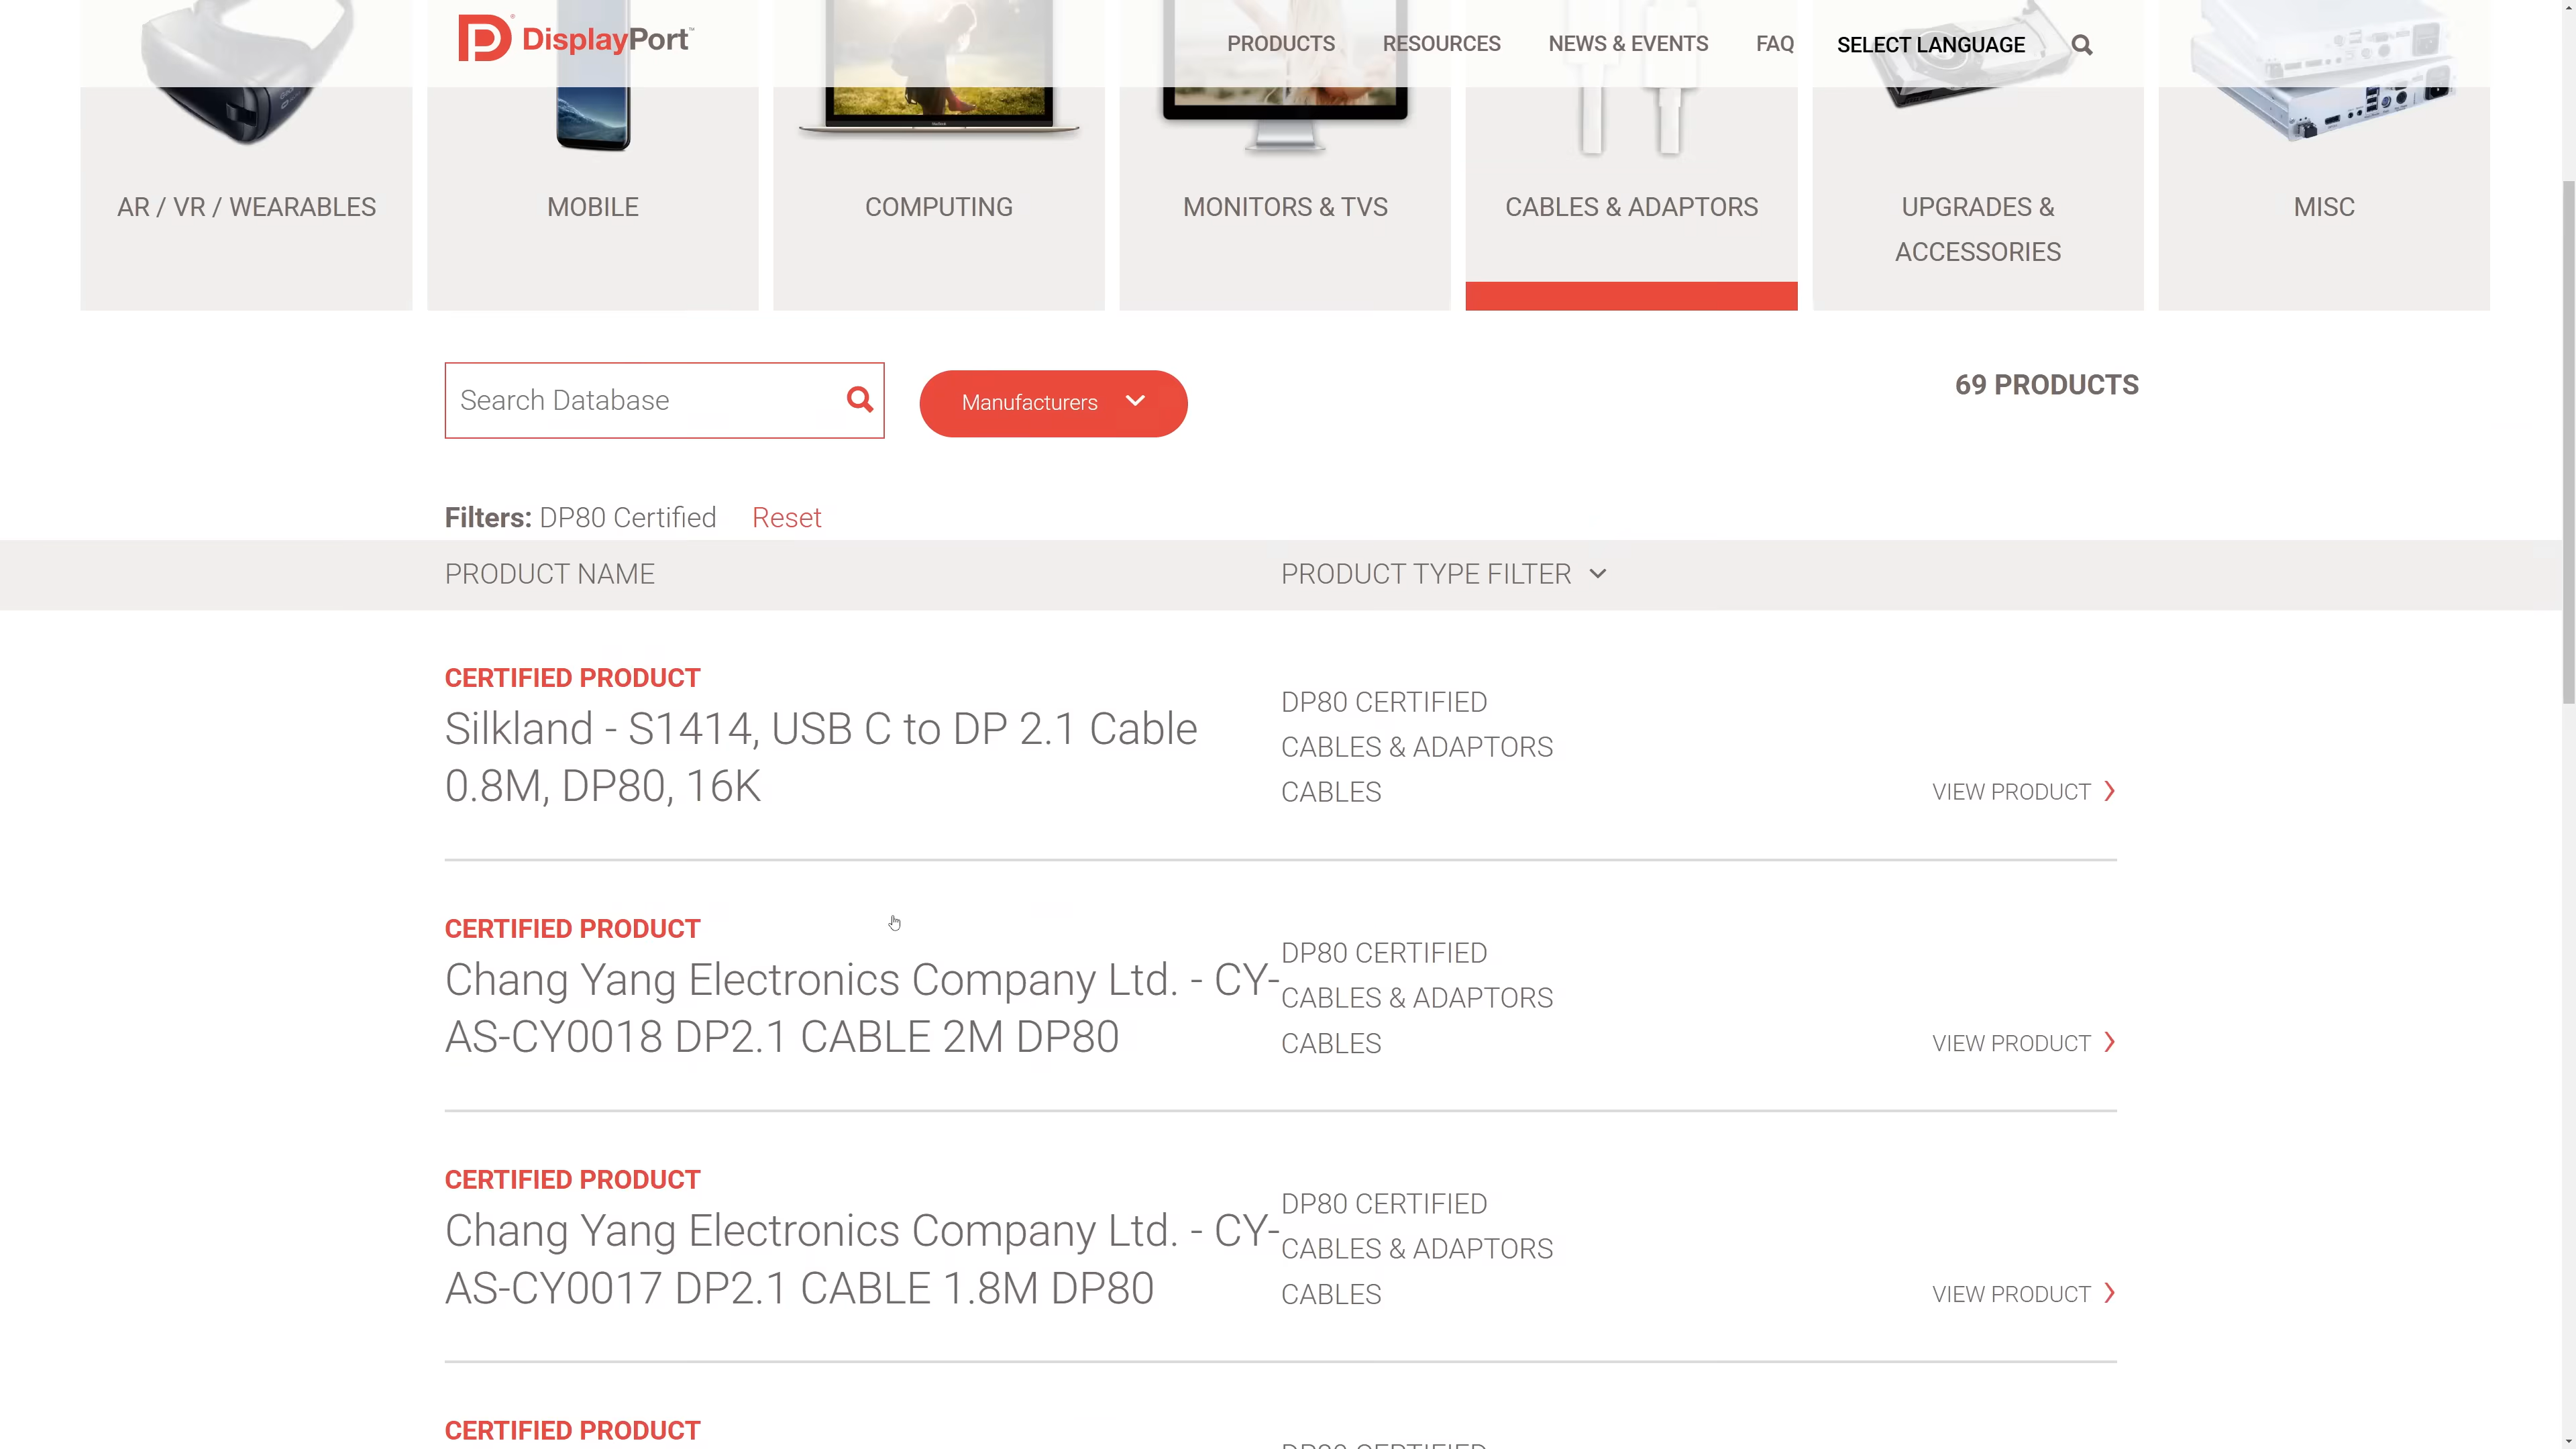 DisplayPort™
PRODUCTS
RESOURCES
NEWS & EVENTS
FAQ
SELECT LANGUAGE
AR / VR / WEARABLES
MOBILE
COMPUTING
MONITORS & TVS
CABLES & ADAPTORS
UPGRADES &
ACCESSORIES
MISC
Search Database
Manufacturers
69 PRODUCTS
Filters: DP80 Certified Reset
PRODUCT NAME
PRODUCT TYPE FILTER
CERTIFIED PRODUCT
Silkland - S1414, USB C to DP 2.1 Cable
0.8M, DP80, 16K
DP80 CERTIFIED
CABLES & ADAPTORS
CABLES
VIEW PRODUCT
CERTIFIED PRODUCT
Chang Yang Electronics Company Ltd. - CY-
AS-CY0018 DP2.1 CABLE 2M DP80
DP80 CERTIFIED
CABLES & ADAPTORS
CABLES
VIEW PRODUCT
CERTIFIED PRODUCT
Chang Yang Electronics Company Ltd. - CY-
AS-CY0017 DP2.1 CABLE 1.8M DP80
DP80 CERTIFIED
CABLES & ADAPTORS
CABLES
VIEW PRODUCT
CERTIFIED PRODUCT
DP80 CERTIFIED